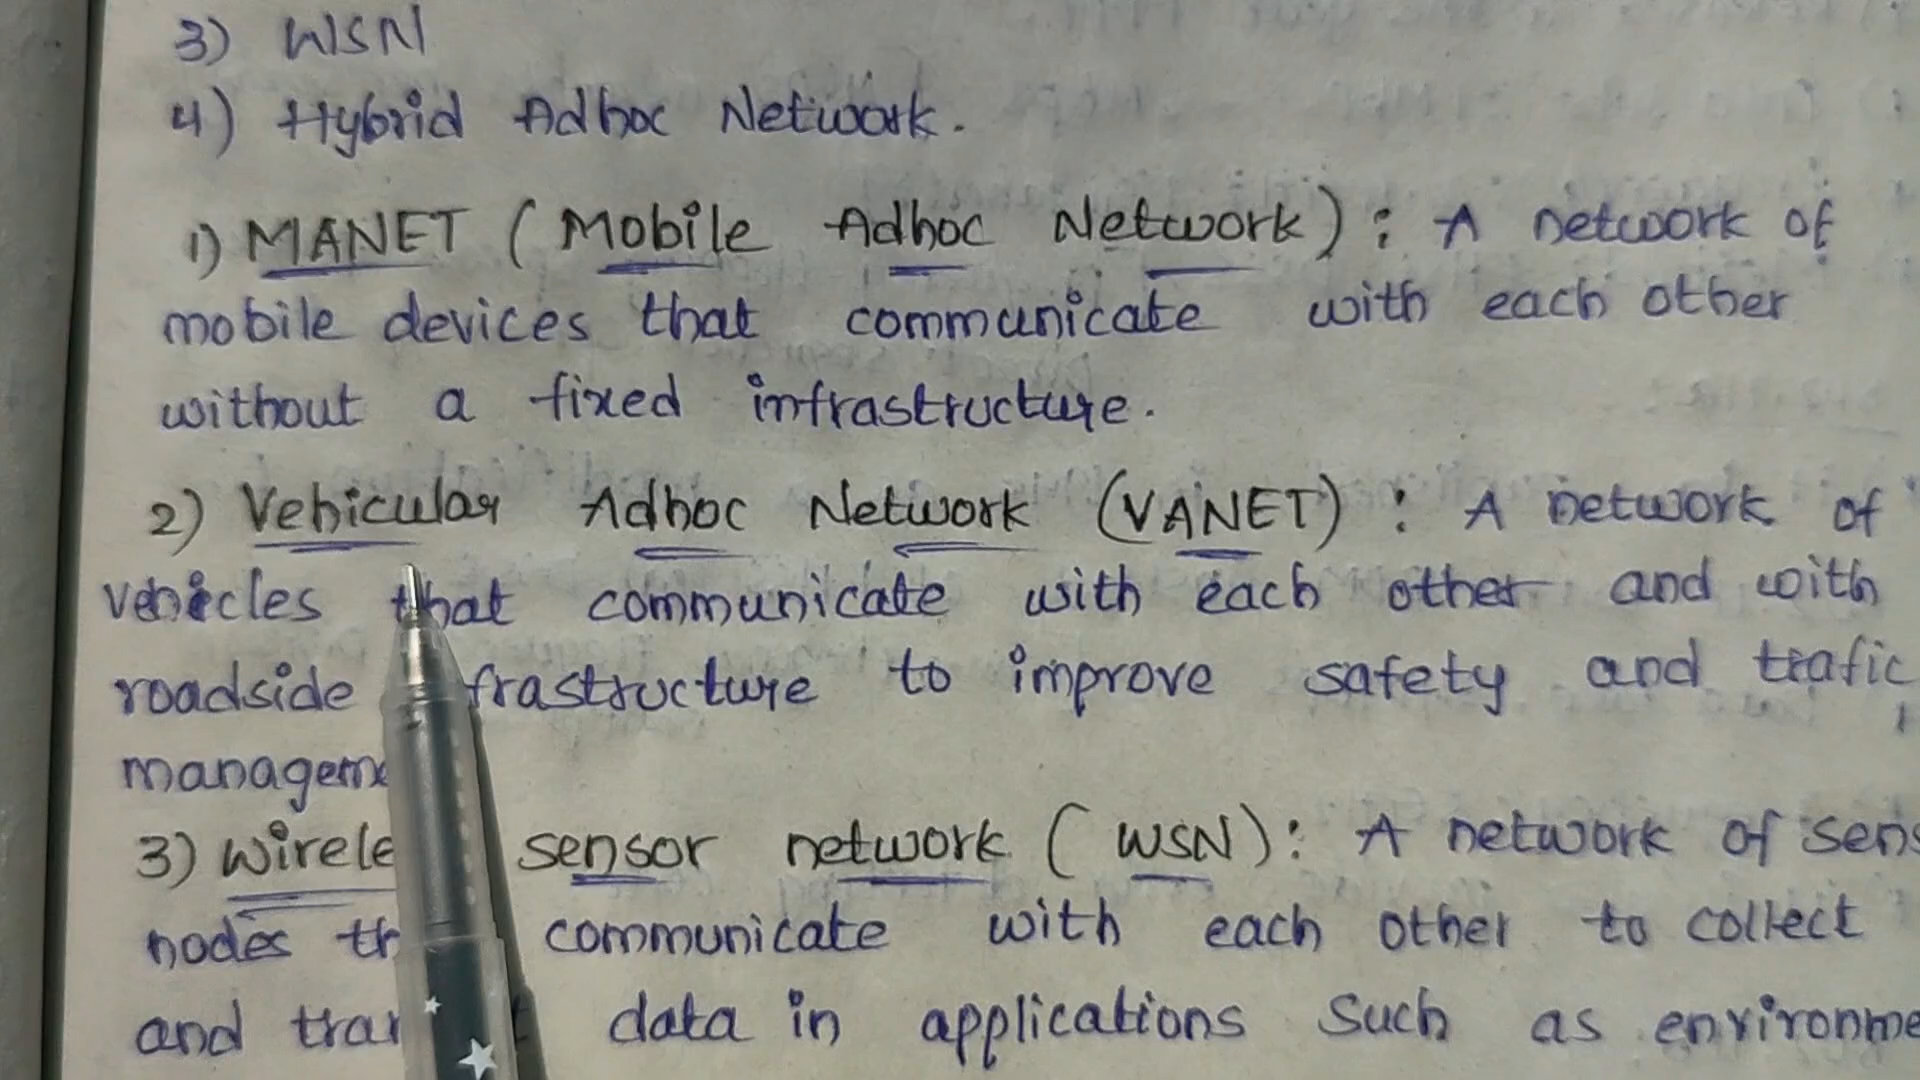 3) WSN
4) Hybrid Adhoc Network.
1) MANET (Mobile Adhoc Network) : A network of
mobile devices that communicate with each other
without a fixed infrastructure.
2) Vehicular Adhoc Network (VANET) : A network of
vehicles that communicate with each other and with
roadside frastructure to improve safety and trafic
managem
3) Wirele sensor network (WSN) : A network of sens
nodes th communicate with each other to collect
and tra data in applications such as environme